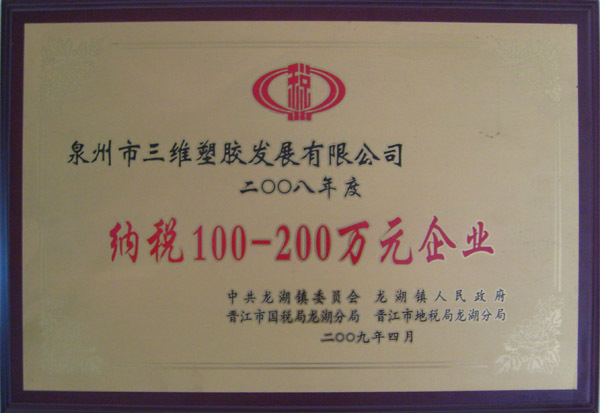 税
泉州市三维塑胶发展有限公司
二〇〇八年度
纳税100-200万元企业
中共龙湖镇委员会 龙湖镇人民政府
晋江市国税局龙湖分局 晋江市地税局龙湖分局
二〇〇九年四月